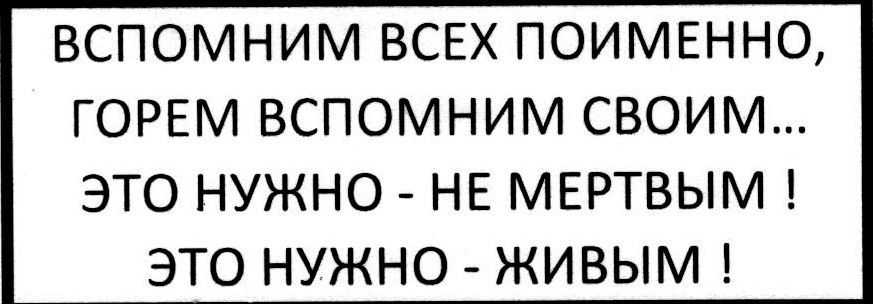 ВСПОМНИМ ВСЕХ ПОИМЕННО,
ГОРЕМ ВСПОМНИМ СВОИМ...
ЭТО НУЖНО - НЕ МЕРТВЫМ !
ЭТО НУЖНО - ЖИВЫМ !